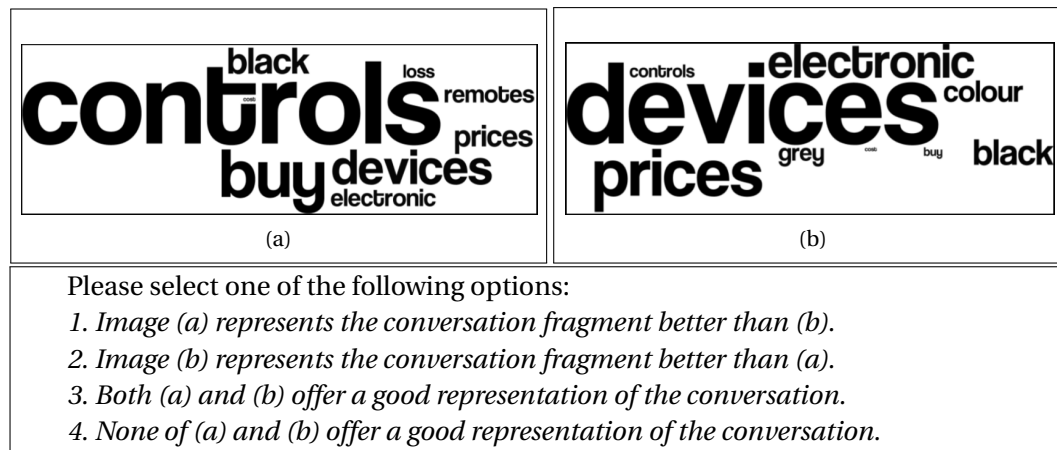 black
loss
controls
cost
remotes
prices
buy
devices
electronic
(a)
controls
electronic
devices
colour
prices
grey
cost
buy
black
(b)
Please select one of the following options:
1. Image (a) represents the conversation fragment better than (b).
2. Image (b) represents the conversation fragment better than (a).
3. Both (a) and (b) offer a good representation of the conversation.
4. None of (a) and (b) offer a good representation of the conversation.